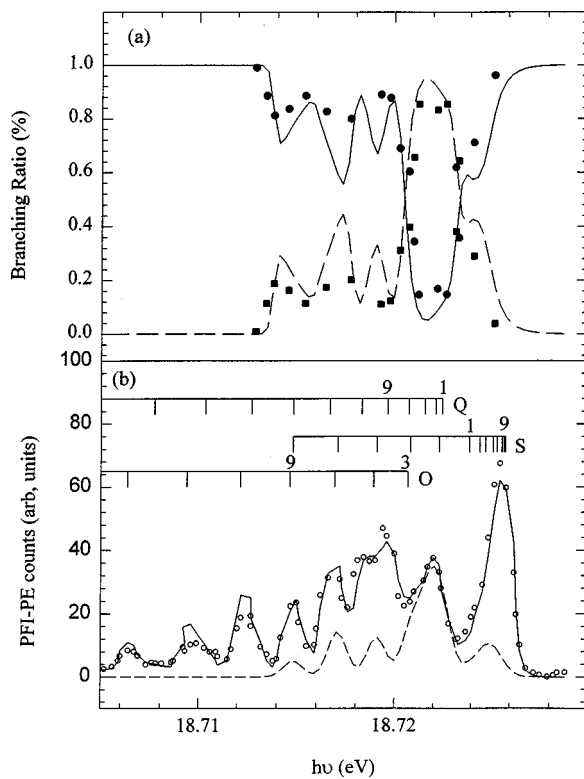 (a)
1.0
0.8
0.6
0.4
0.2
0.0
Branching Ratio (%)
(b)
100
80
60
40
20
0
PFI-PE counts (arb, units)
9 1 Q
1 9 S
9 3 O
18.71 18.72
hυ (eV)